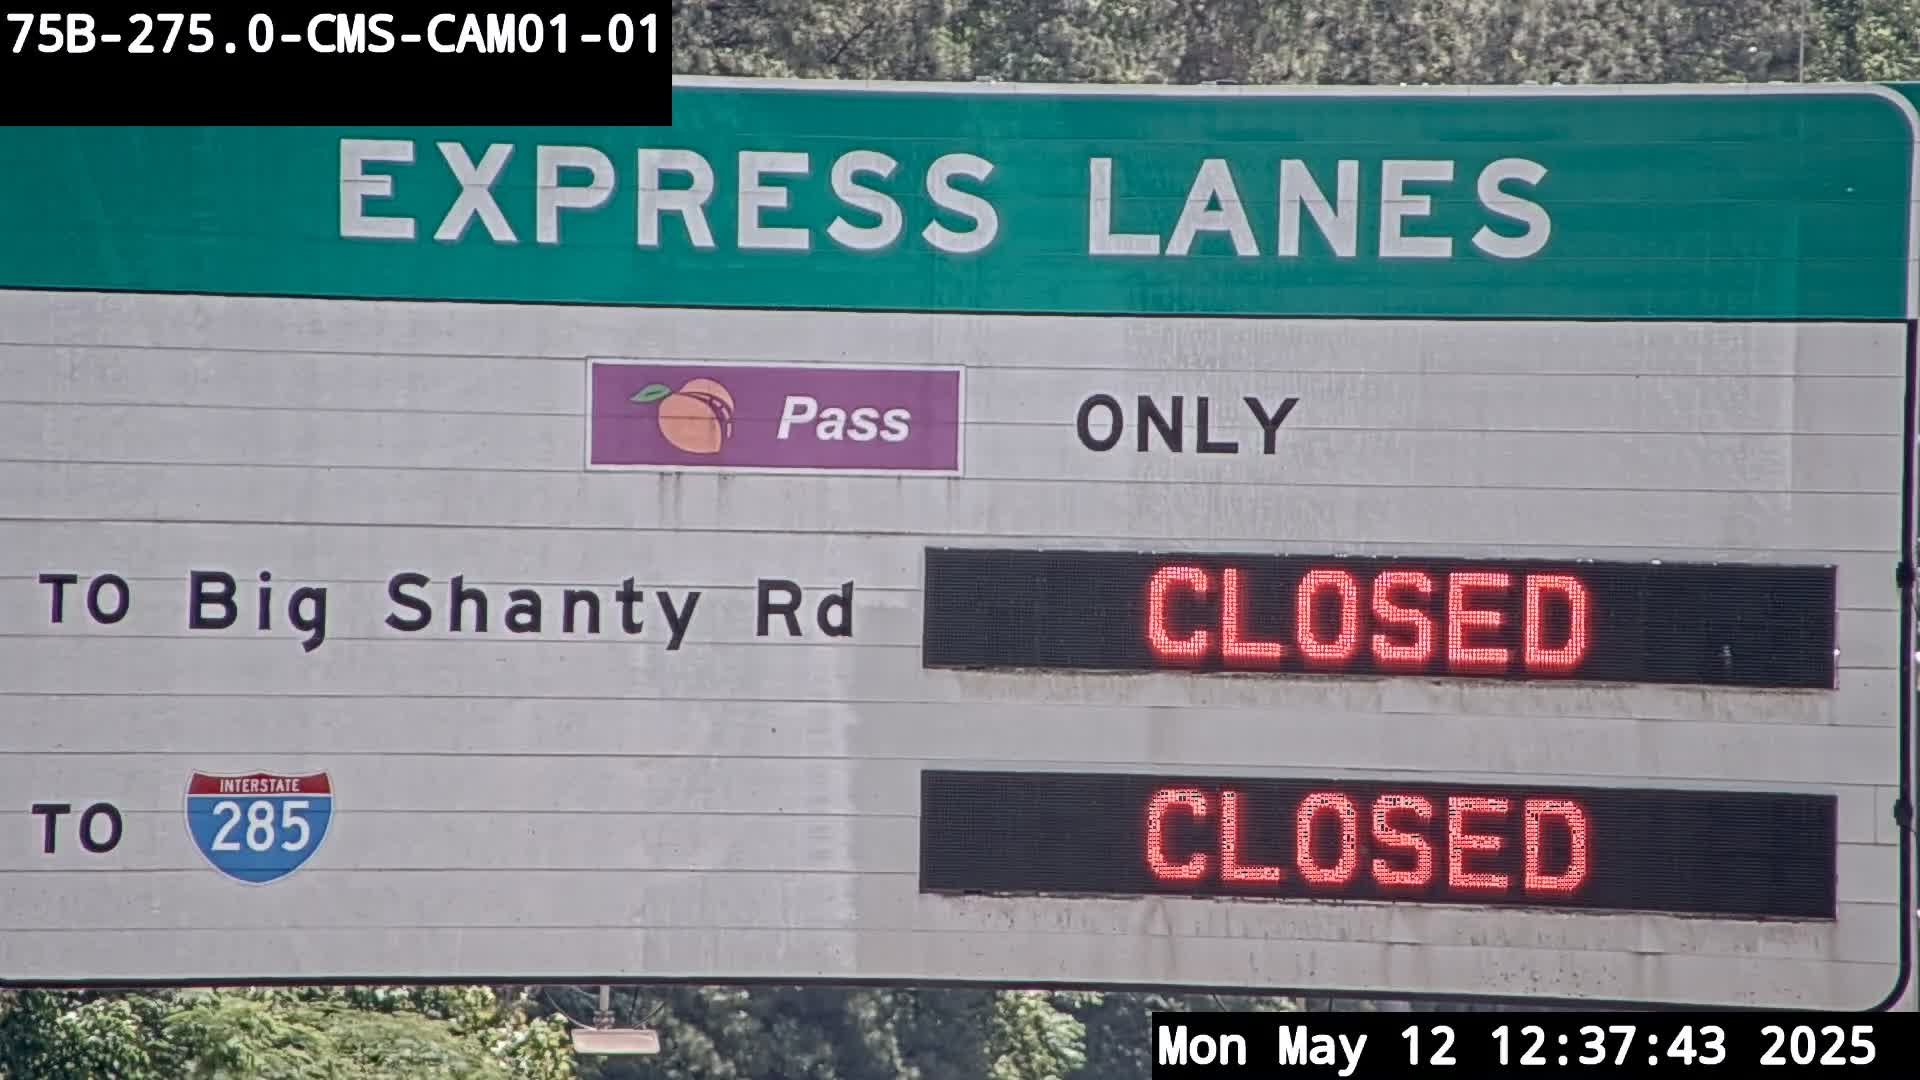 75B-275.0-CMS-CAM01-01
EXPRESS LANES
Pass ONLY
TO Big Shanty Rd CLOSED
INTERSTATE
TO 285 CLOSED
Mon May 12 12:37:43 2025